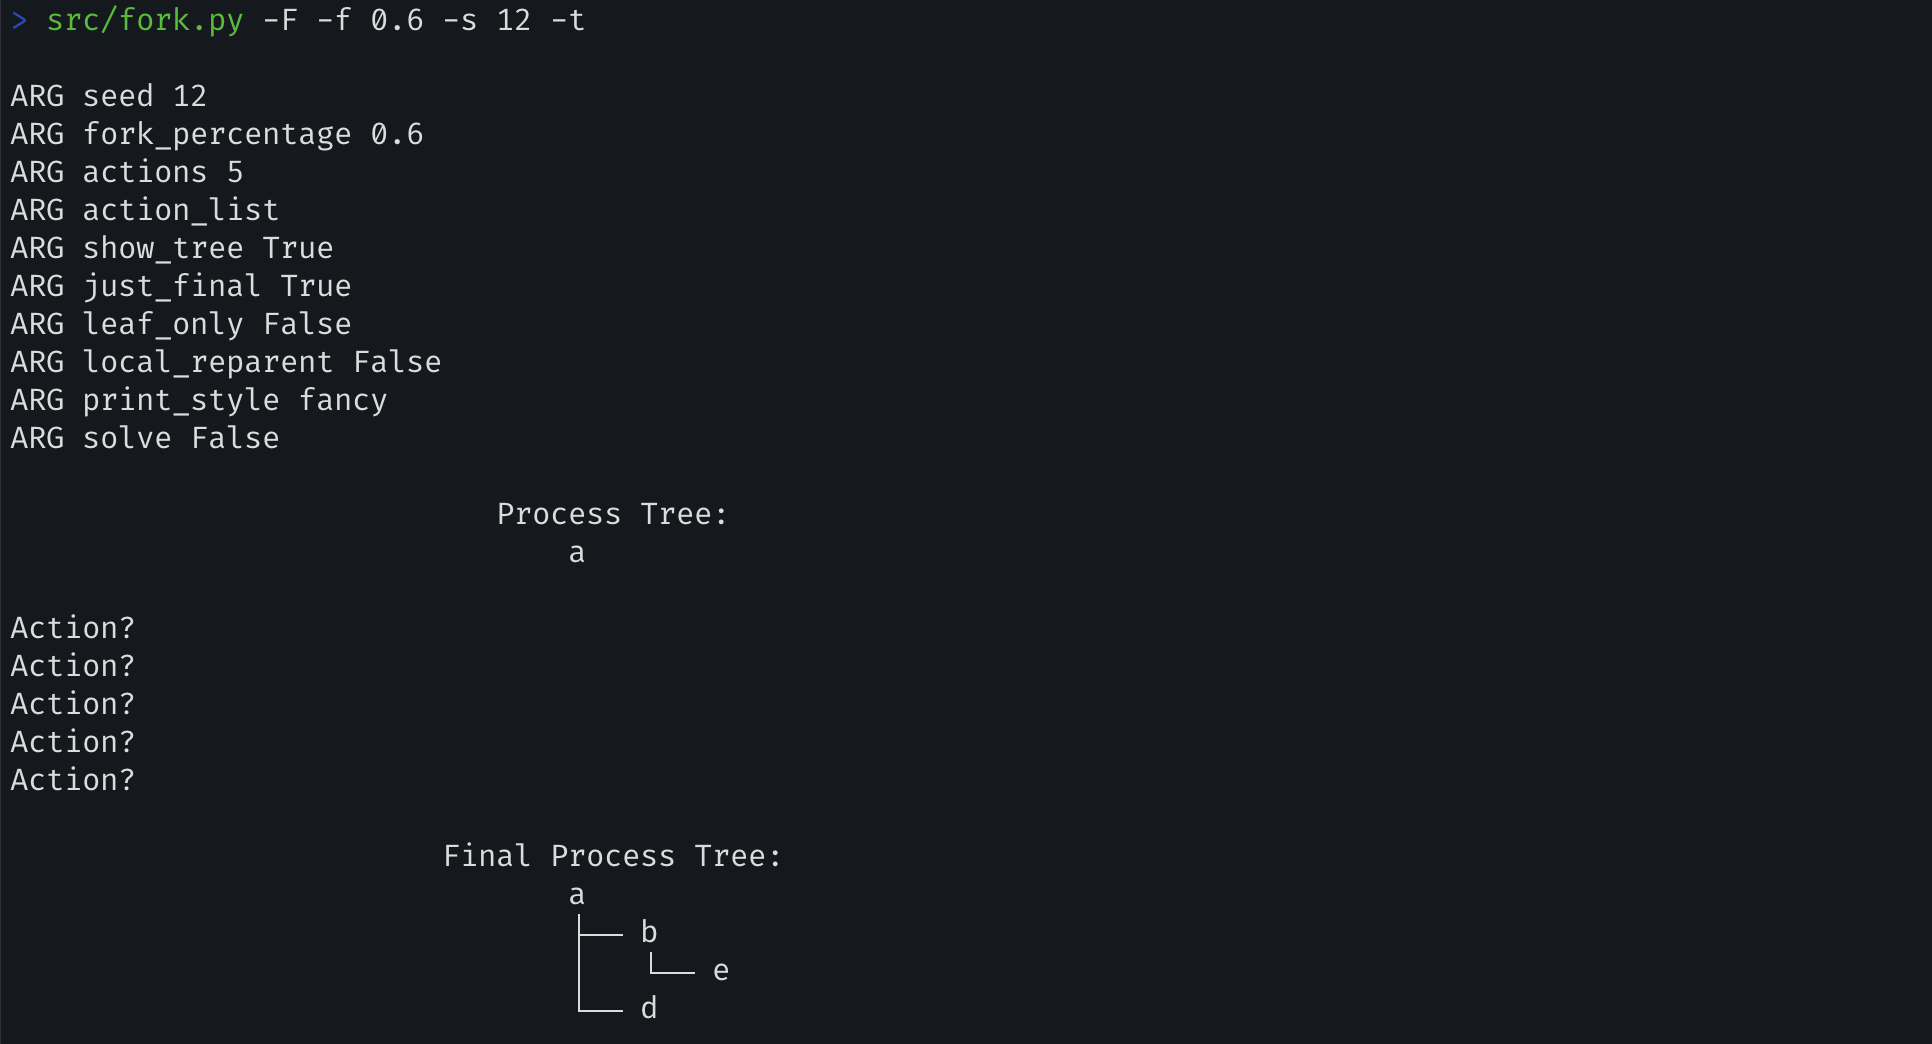 > src/fork.py -F -f 0.6 -s 12 -t
ARG seed 12
ARG fork_percentage 0.6
ARG actions 5
ARG action_list
ARG show_tree True
ARG just_final True
ARG leaf_only False
ARG local_reparent False
ARG print_style fancy
ARG solve False
Process Tree:
a
Action?
Action?
Action?
Action?
Action?
Final Process Tree:
a
├── b
│   └── e
└── d